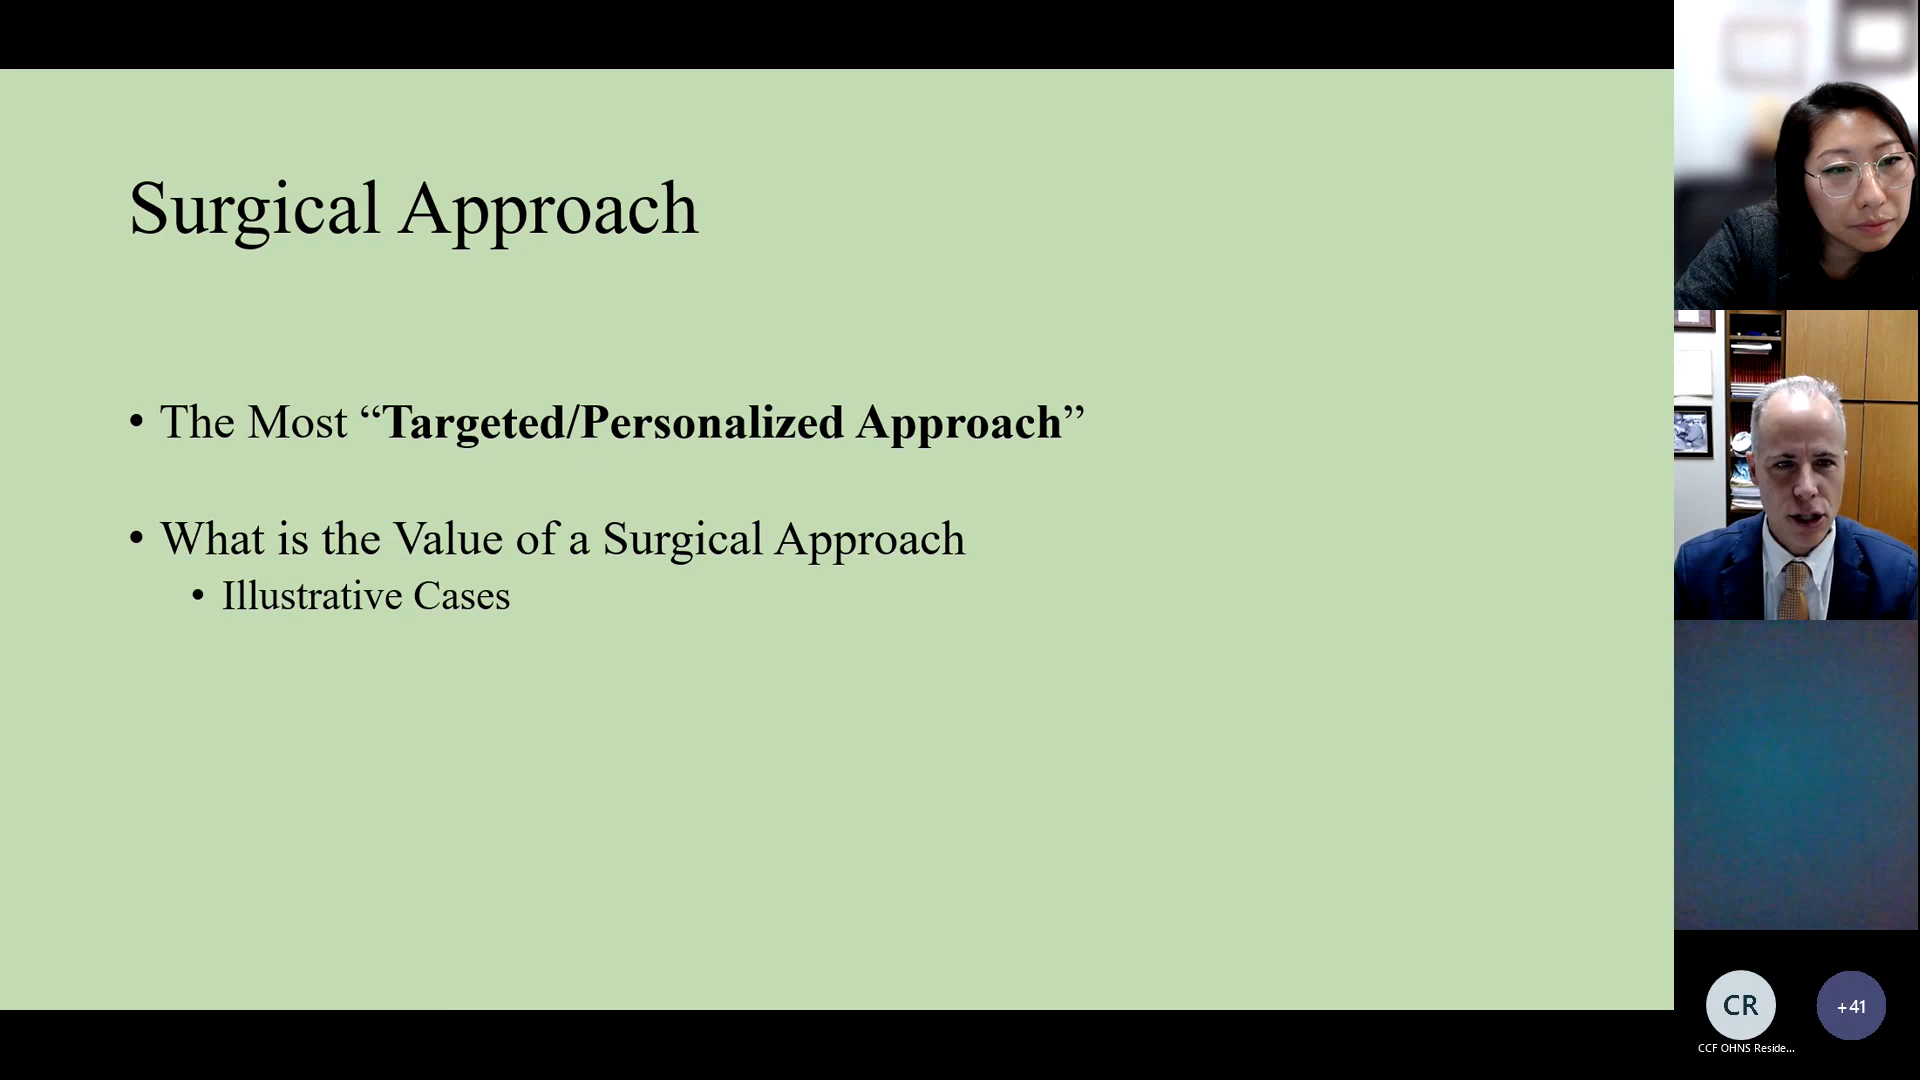 Surgical Approach
• The Most “Targeted/Personalized Approach”
• What is the Value of a Surgical Approach
• Illustrative Cases
CR
+41
CCF OHNS Reside...